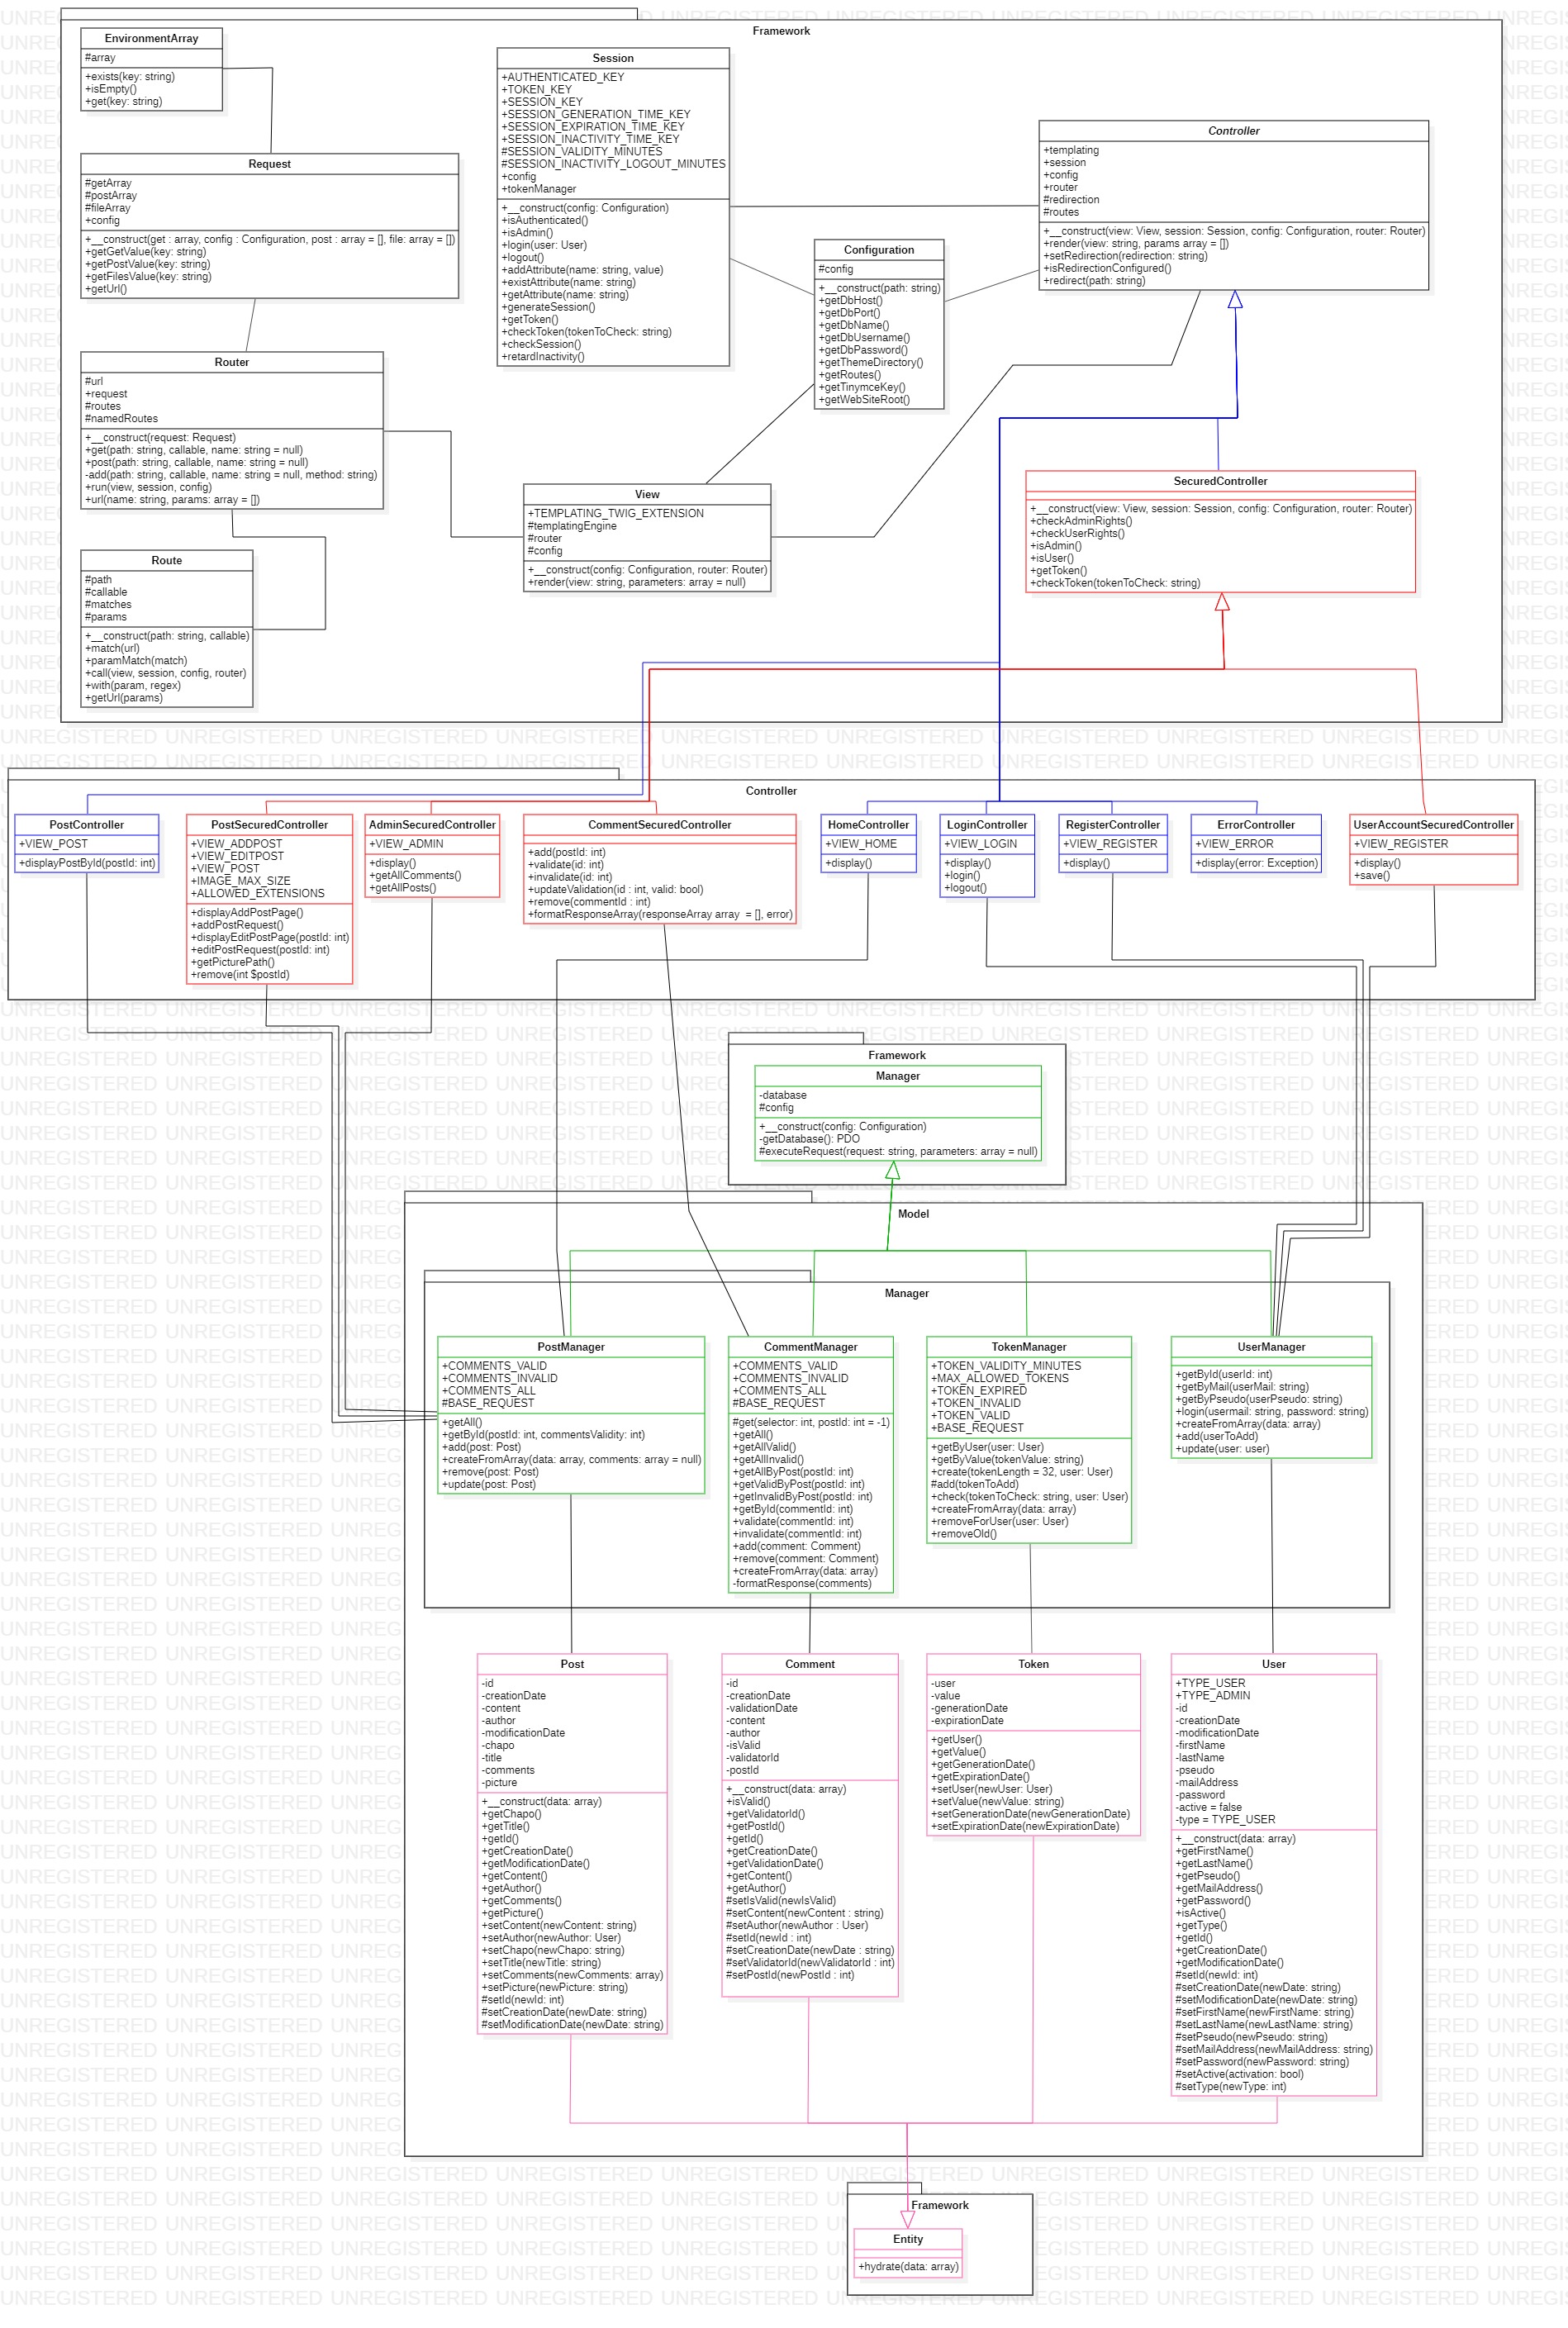 Framework
EnvironmentArray
#array
+exists(key: string)
+isEmpty()
+get(key: string)
Request
#getArray
#postArray
#fileArray
+config
+__construct(get : array, config : Configuration, post : array = [], file: array = [])
+getGetValue(key: string)
+getPostValue(key: string)
+getFilesValue(key: string)
+getUrl()
Router
#url
+request
#routes
#namedRoutes
+__construct(request: Request)
+get(path: string, callable, name: string = null)
+post(path: string, callable, name: string = null)
-add(path: string, callable, name: string = null, method: string)
+run(view, session, config)
+url(name: string, params: array = [])
Route
#path
#callable
#matches
#params
+__construct(path: string, callable)
+match(url)
+paramMatch(match)
+call(view, session, config, router)
+with(param, regex)
+getUrl(params)
Session
+AUTHENTICATED_KEY
+TOKEN_KEY
+SESSION_KEY
+SESSION_GENERATION_TIME_KEY
+SESSION_EXPIRATION_TIME_KEY
+SESSION_INACTIVITY_TIME_KEY
#SESSION_VALIDITY_MINUTES
#SESSION_INACTIVITY_LOGOUT_MINUTES
+config
+tokenManager
+__construct(config: Configuration)
+isAuthenticated()
+isAdmin()
+login(user: User)
+logout()
+addAttribute(name: string, value)
+existAttribute(name: string)
+getAttribute(name: string)
+generateSession()
+getToken()
+checkToken(tokenToCheck: string)
+checkSession()
+retardInactivity()
Configuration
#config
+__construct(path: string)
+getDbHost()
+getDbPort()
+getDbName()
+getDbUsername()
+getDbPassword()
+getThemeDirectory()
+getRoutes()
+getTinymceKey()
+getWebSiteRoot()
View
+TEMPLATING_TWIG_EXTENSION
#templatingEngine
#router
#config
+__construct(config: Configuration, router: Router)
+render(view: string, parameters: array = null)
Controller
+templating
+session
+config
+router
#redirection
#routes
+__construct(view: View, session: Session, config: Configuration, router: Router)
+render(view: string, params array = [])
+setRedirection(redirection: string)
+isRedirectionConfigured()
+redirect(path: string)
SecuredController
+__construct(view: View, session: Session, config: Configuration, router: Router)
+checkAdminRights()
+checkUserRights()
+isAdmin()
+isUser()
+getToken()
+checkToken(tokenToCheck: string)
Controller
PostController
+VIEW_POST
+displayPostById(postId: int)
PostSecuredController
+VIEW_ADDPOST
+VIEW_EDITPOST
+VIEW_POST
+IMAGE_MAX_SIZE
+ALLOWED_EXTENSIONS
+displayAddPostPage()
+addPostRequest()
+displayEditPostPage(postId: int)
+editPostRequest(postId: int)
+getPicturePath()
+remove(int $postId)
AdminSecuredController
+VIEW_ADMIN
+display()
+getAllComments()
+getAllPosts()
CommentSecuredController
+add(postId: int)
+validate(id: int)
+invalidate(id: int)
+updateValidation(id : int, valid: bool)
+remove(commentId : int)
+formatResponseArray(responseArray array = [], error)
HomeController
+VIEW_HOME
+display()
LoginController
+VIEW_LOGIN
+display()
+login()
+logout()
RegisterController
+VIEW_REGISTER
+display()
ErrorController
+VIEW_ERROR
+display(error: Exception)
UserAccountSecuredController
+VIEW_REGISTER
+display()
+save()
Framework
Manager
-database
#config
+__construct(config: Configuration)
-getDatabase(): PDO
#executeRequest(request: string, parameters: array = null)
Model
Manager
PostManager
+COMMENTS_VALID
+COMMENTS_INVALID
+COMMENTS_ALL
#BASE_REQUEST
+getAll()
+getById(postId: int, commentsValidity: int)
+add(post: Post)
+createFromArray(data: array, comments: array = null)
+remove(post: Post)
+update(post: Post)
CommentManager
+COMMENTS_VALID
+COMMENTS_INVALID
+COMMENTS_ALL
#BASE_REQUEST
#get(selector: int, postId: int = -1)
+getAll()
+getAllValid()
+getAllInvalid()
+getAllByPost(postId: int)
+getValidByPost(postId: int)
+getInvalidByPost(postId: int)
+getById(commentId: int)
+validate(commentId: int)
+invalidate(commentId: int)
+add(comment: Comment)
+remove(comment: Comment)
+createFromArray(data: array)
-formatResponse(comments)
TokenManager
+TOKEN_VALIDITY_MINUTES
+MAX_ALLOWED_TOKENS
+TOKEN_EXPIRED
+TOKEN_INVALID
+TOKEN_VALID
+BASE_REQUEST
+getByUser(user: User)
+getByValue(tokenValue: string)
+create(tokenLength = 32, user: User)
#add(tokenToAdd)
+check(tokenToCheck: string, user: User)
+createFromArray(data: array)
+removeForUser(user: User)
+removeOld()
UserManager
+getById(userId: int)
+getByMail(userMail: string)
+getByPseudo(userPseudo: string)
+login(usermail: string, password: string)
+createFromArray(data: array)
+add(userToAdd)
+update(user: user)
Post
-id
-creationDate
-content
-author
-modificationDate
-chapo
-title
-comments
-picture
+__construct(data: array)
+getChapo()
+getTitle()
+getId()
+getCreationDate()
+getModificationDate()
+getContent()
+getAuthor()
+getComments()
+getPicture()
+setContent(newContent: string)
+setAuthor(newAuthor: User)
+setChapo(newChapo: string)
+setTitle(newTitle: string)
+setComments(newComments: array)
+setPicture(newPicture: string)
#setId(newId: int)
#setCreationDate(newDate: string)
#setModificationDate(newDate: string)
Comment
-id
-creationDate
-validationDate
-content
-author
-isValid
-validatorId
-postId
+__construct(data: array)
+isValid()
+getValidatorId()
+getPostId()
+getId()
+getCreationDate()
+getValidationDate()
+getContent()
+getAuthor()
#setIsValid(newIsValid)
#setContent(newContent : string)
#setAuthor(newAuthor : User)
#setId(newId : int)
#setCreationDate(newDate : string)
#setValidatorId(newValidatorId : int)
#setPostId(newPostId : int)
Token
-user
-value
-generationDate
-expirationDate
+getUser()
+getValue()
+getGenerationDate()
+getExpirationDate()
+setUser(newUser: User)
+setValue(newValue: string)
+setGenerationDate(newGenerationDate)
+setExpirationDate(newExpirationDate)
User
+TYPE_USER
+TYPE_ADMIN
-id
-creationDate
-modificationDate
-firstName
-lastName
-pseudo
-mailAddress
-password
-active = false
-type = TYPE_USER
+__construct(data: array)
+getFirstName()
+getLastName()
+getPseudo()
+getMailAddress()
+getPassword()
+isActive()
+getType()
+getId()
+getCreationDate()
+getModificationDate()
#setId(newId: int)
#setCreationDate(newDate: string)
#setModificationDate(newDate: string)
#setFirstName(newFirstName: string)
#setLastName(newLastName: string)
#setPseudo(newPseudo: string)
#setMailAddress(newMailAddress: string)
#setPassword(newPassword: string)
#setActive(activation: bool)
#setType(newType: int)
Framework
Entity
+hydrate(data: array)